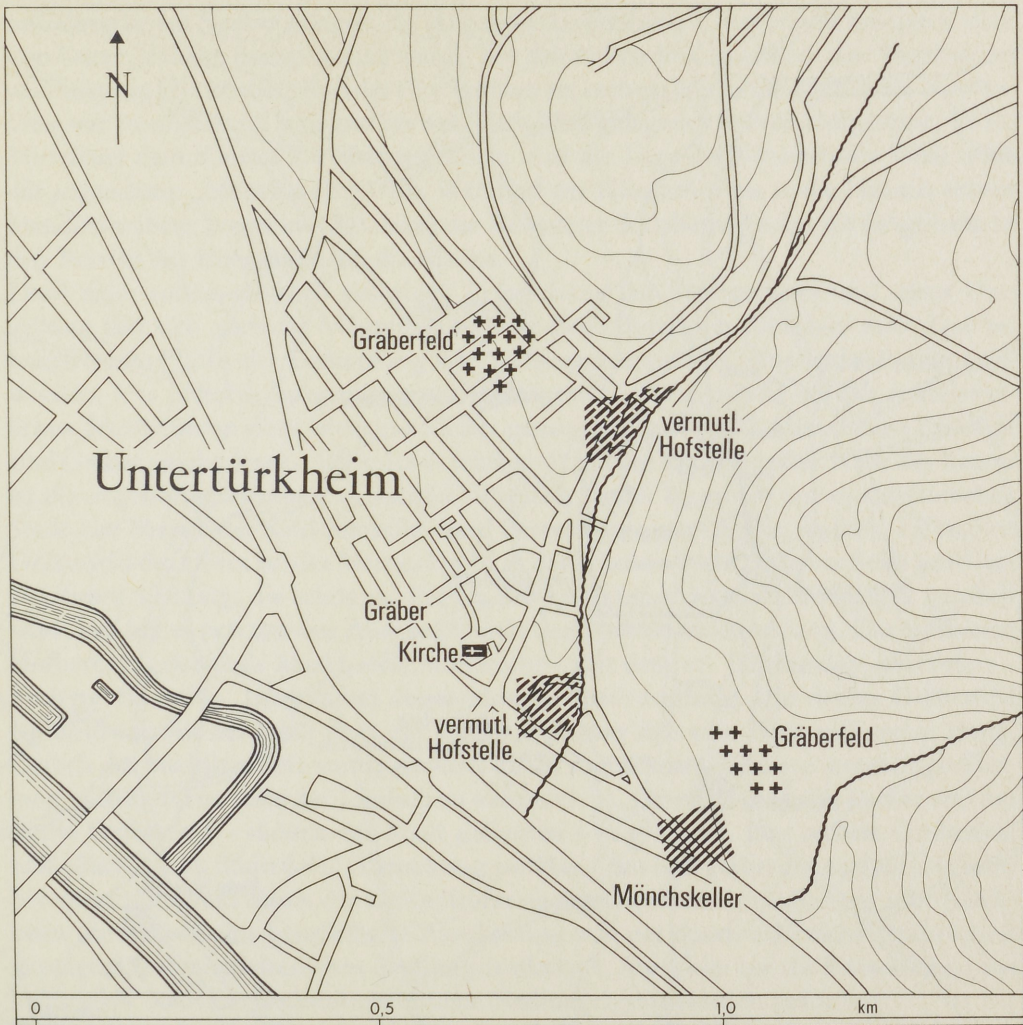 N
Gräberfeld
vermutl.
Hofstelle
Untertürkheim
Gräber
Kirche
vermutl.
Hofstelle
Gräberfeld
Mönchskeller
0 0,5 1,0 km